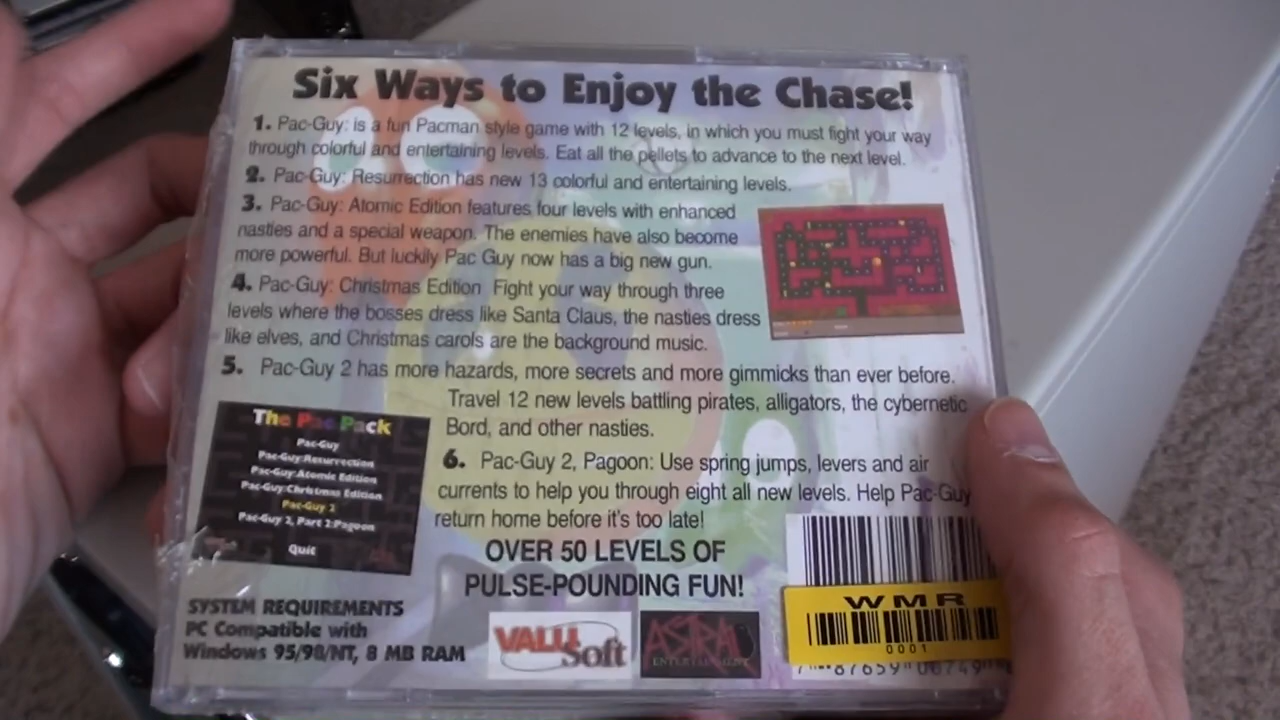 Six Ways to Enjoy the Chase!
1. Pac-Guy: is a fun Pacman style game with 12 levels, in which you must fight your way
through colorful and entertaining levels. Eat all the pellets to advance to the next level.
2. Pac-Guy: Resurrection has new 13 colorful and entertaining levels.
3. Pac-Guy: Atomic Edition features four levels with enhanced
nasties and a special weapon. The enemies have also become
more powerful. But luckily Pac Guy now has a big new gun.
4. Pac-Guy: Christmas Edition Fight your way through three
levels where the bosses dress like Santa Claus, the nasties dress
like elves, and Christmas carols are the background music.
5. Pac-Guy 2 has more hazards, more secrets and more gimmicks than ever before.
Travel 12 new levels battling pirates, alligators, the cybernetic
Bord, and other nasties.
6. Pac-Guy 2, Pagoon: Use spring jumps, levers and air
currents to help you through eight all new levels. Help Pac-Guy
return home before it's too late!
OVER 50 LEVELS OF
PULSE-POUNDING FUN!
The Pac Pack
Pac-Guy
Pac-Guy:Resurrection
Pac-Guy:Atomic Edition
Pac-Guy:Christmas Edition
Pac-Guy 2
Pac-Guy 2, Part 2:Pagoon
Quit
SYSTEM REQUIREMENTS
PC Compatible with
Windows 95/98/NT, 8 MB RAM
VALUSoft
ASTRAL
ENTERTAINMENT
WMR
0001